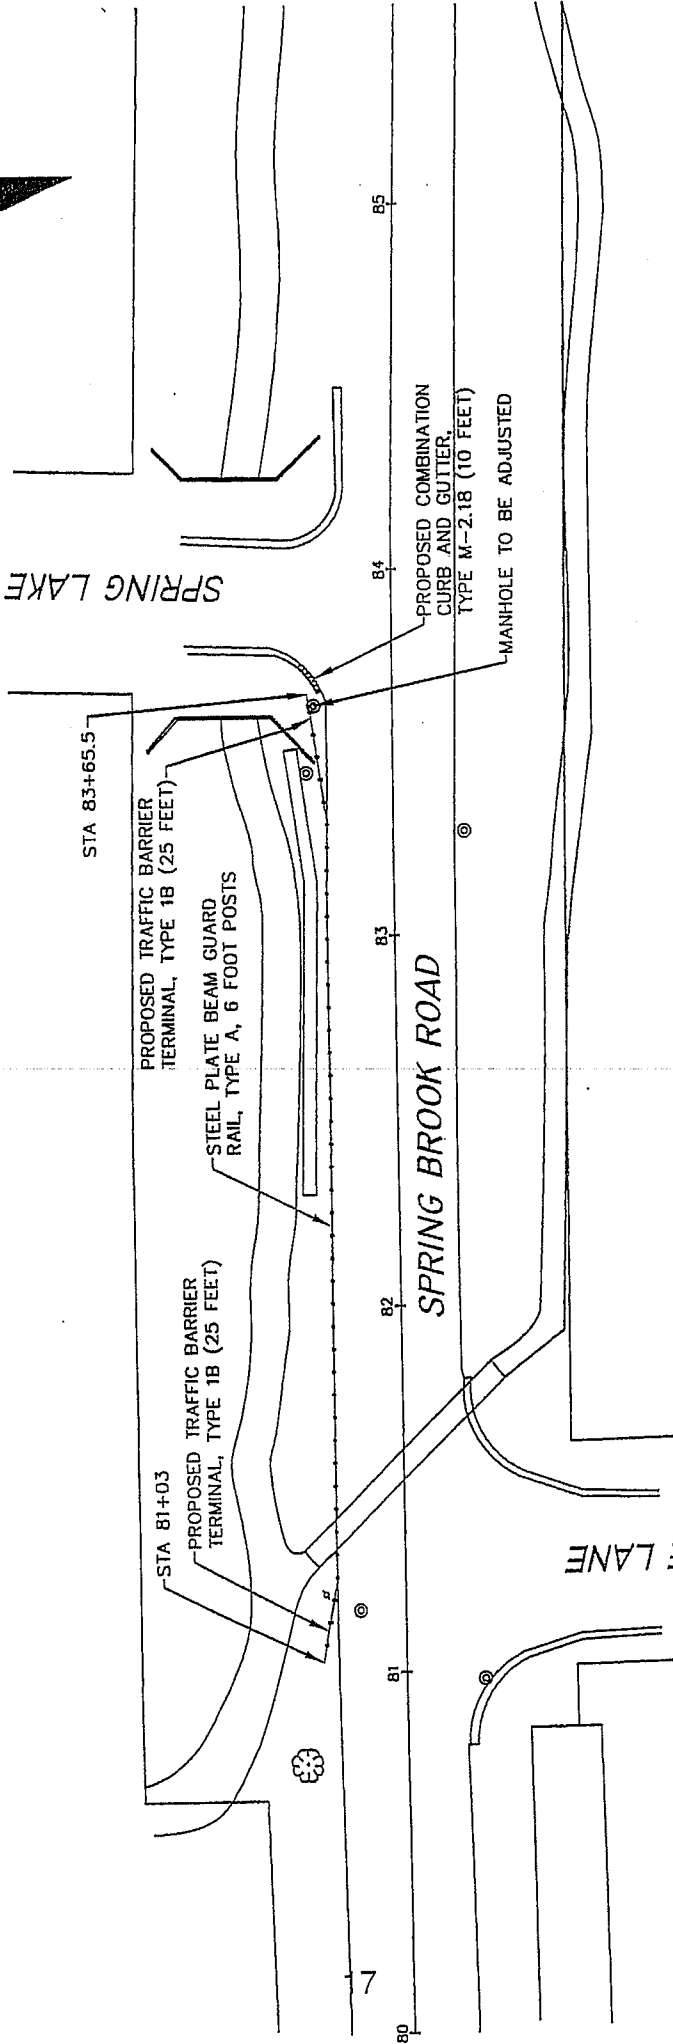 SPRING LAKE
STA 83+65.5
PROPOSED TRAFFIC BARRIER
TERMINAL, TYPE 1B (25 FEET)
STEEL PLATE BEAM GUARD
RAIL, TYPE A, 6 FOOT POSTS
STA 81+03
PROPOSED TRAFFIC BARRIER
TERMINAL, TYPE 1B (25 FEET)
PROPOSED COMBINATION
CURB AND GUTTER,
TYPE M-2.18 (10 FEET)
MANHOLE TO BE ADJUSTED
SPRING BROOK ROAD
80
81
82
83
84
85
E LANE
7